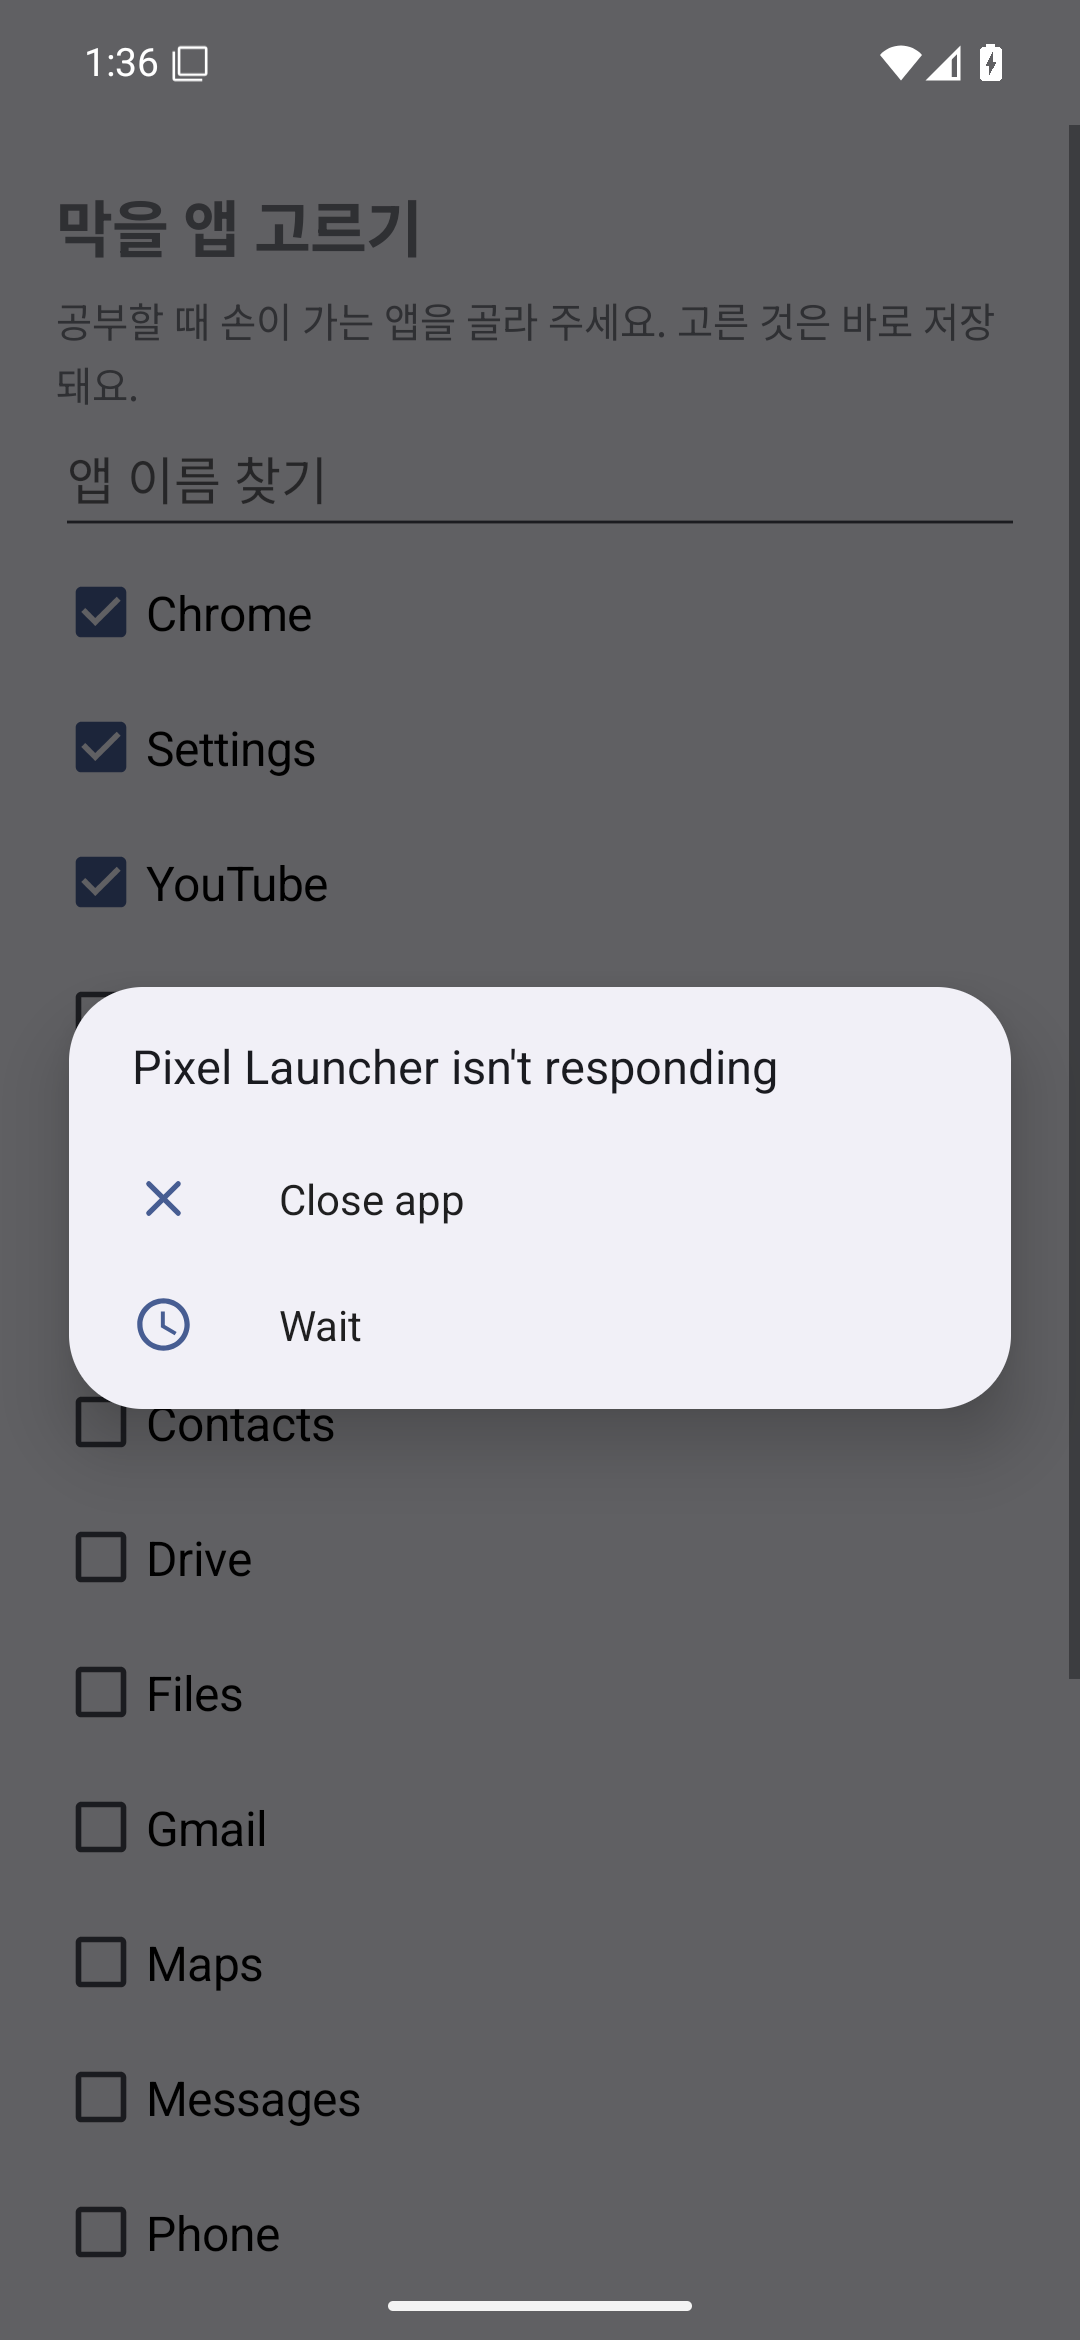 1:36
막을 앱 고르기
공부할 때 손이 가는 앱을 골라 주세요. 고른 것은 바로 저장
돼요.
앱 이름 찾기
Chrome
Settings
YouTube
Pixel Launcher isn't responding
Close app
Wait
Contacts
Drive
Files
Gmail
Maps
Messages
Phone